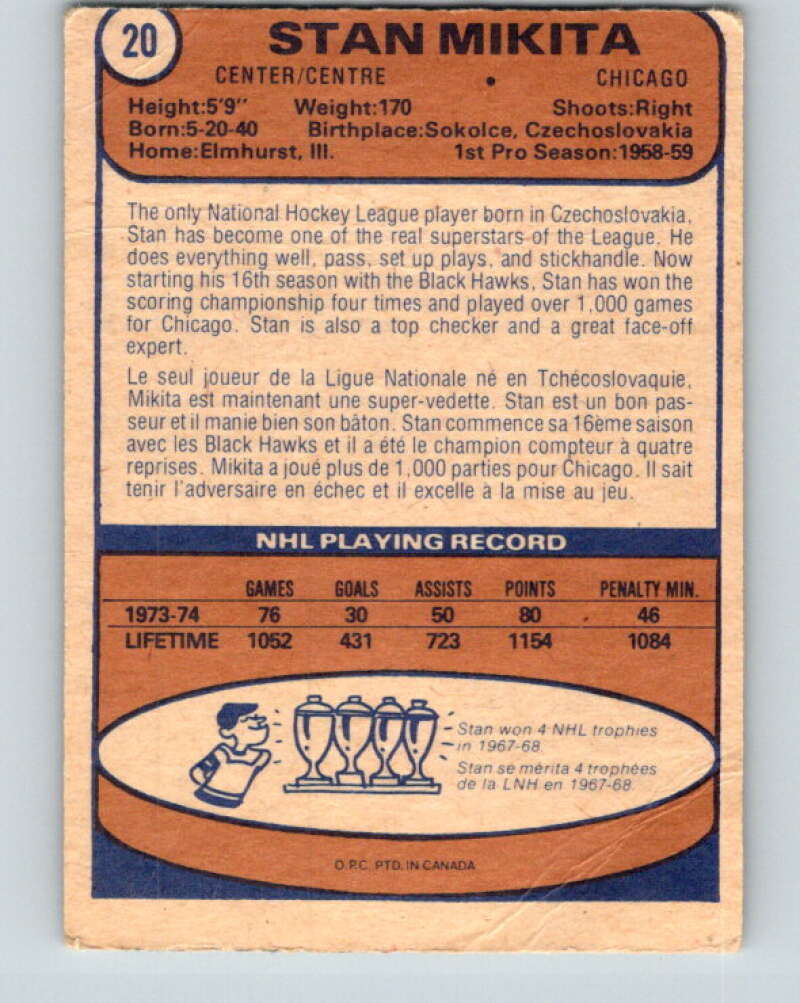 20
STAN MIKITA
CENTER/CENTRE • CHICAGO
Height:5'9" Weight:170 Shoots:Right
Born:5-20-40 Birthplace:Sokolce, Czechoslovakia
Home:Elmhurst, Ill. 1st Pro Season:1958-59
The only National Hockey League player born in Czechoslovakia,
Stan has become one of the real superstars of the League. He
does everything well, pass, set up plays, and stickhandle. Now
starting his 16th season with the Black Hawks, Stan has won the
scoring championship four times and played over 1,000 games
for Chicago. Stan is also a top checker and a great face-off
expert.
Le seul joueur de la Ligue Nationale né en Tchécoslovaquie,
Mikita est maintenant une super-vedette. Stan est un bon pas-
seur et il manie bien son bâton. Stan commence sa 16ème saison
avec les Black Hawks et il a été le champion compteur à quatre
reprises. Mikita a joué plus de 1,000 parties pour Chicago. Il sait
tenir l'adversaire en échec et il excelle à la mise au jeu.
NHL PLAYING RECORD
GAMES GOALS ASSISTS POINTS PENALTY MIN.
1973-74 76 30 50 80 46
LIFETIME 1052 431 723 1154 1084
Stan won 4 NHL trophies
in 1967-68.
Stan se mérita 4 trophées
de la LNH en 1967-68.
O.P.C. PTD. IN CANADA